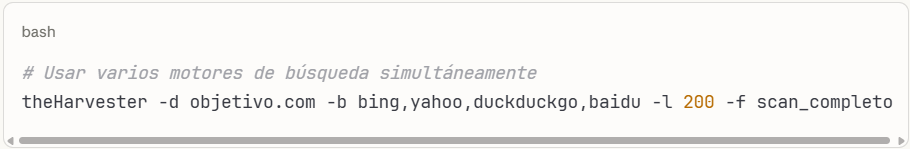 bash
# Usar varios motores de búsqueda simultáneamente
theHarvester -d objetivo.com -b bing,yahoo,duckduckgo,baidu -l 200 -f scan_completo